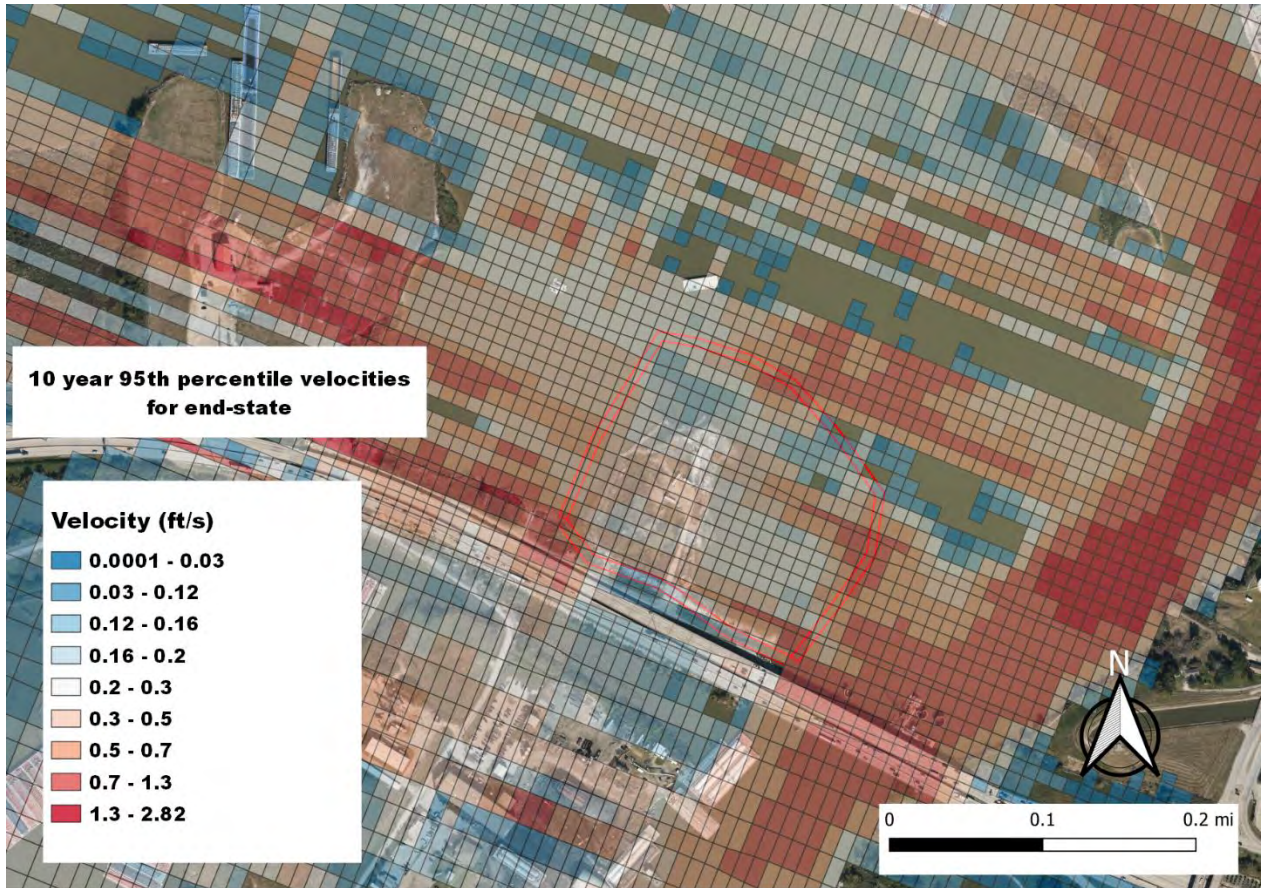 10 year 95th percentile velocities
for end-state
Velocity (ft/s)
0.0001 - 0.03
0.03 - 0.12
0.12 - 0.16
0.16 - 0.2
0.2 - 0.3
0.3 - 0.5
0.5 - 0.7
0.7 - 1.3
1.3 - 2.82
N
0 0.1 0.2 mi